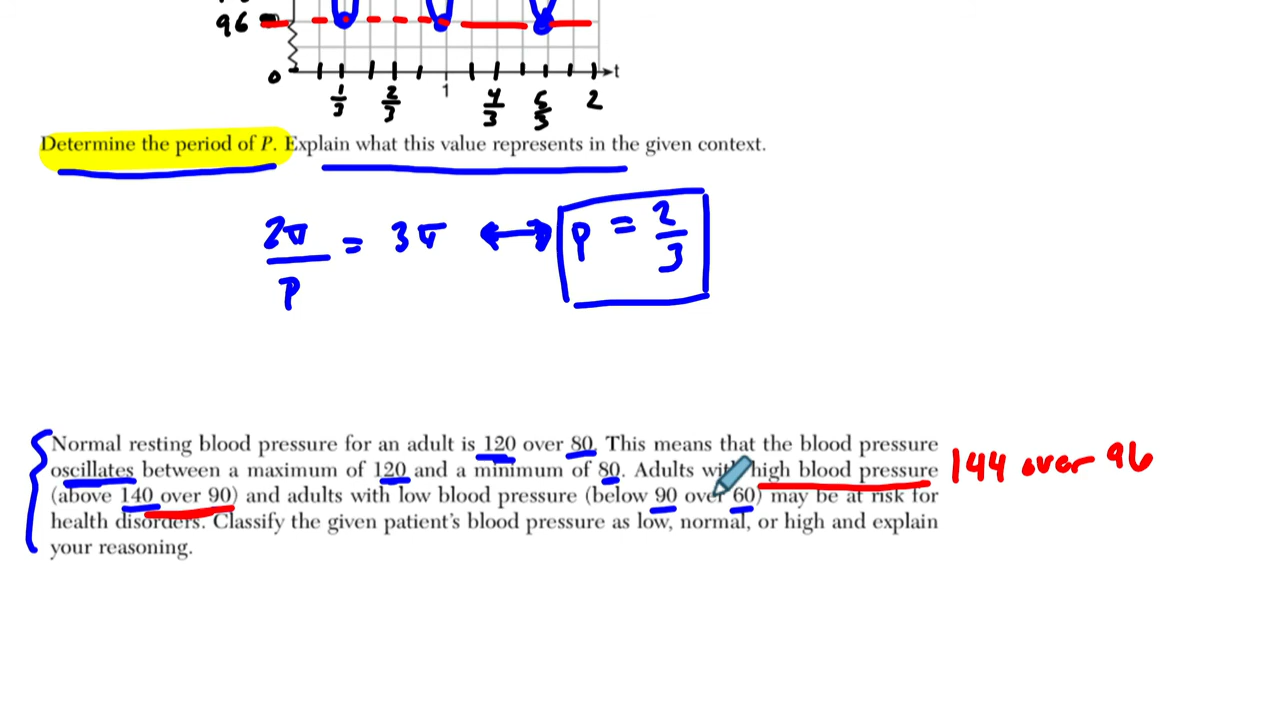 96
0 t
1/3 2/3 1 4/3 5/3 2
Determine the period of P. Explain what this value represents in the given context.
2π/P = 3π ↔ P = 2/3
Normal resting blood pressure for an adult is 120 over 80. This means that the blood pressure
oscillates between a maximum of 120 and a minimum of 80. Adults with high blood pressure 144 over 96
(above 140 over 90) and adults with low blood pressure (below 90 over 60) may be at risk for
health disorders. Classify the given patient's blood pressure as low, normal, or high and explain
your reasoning.